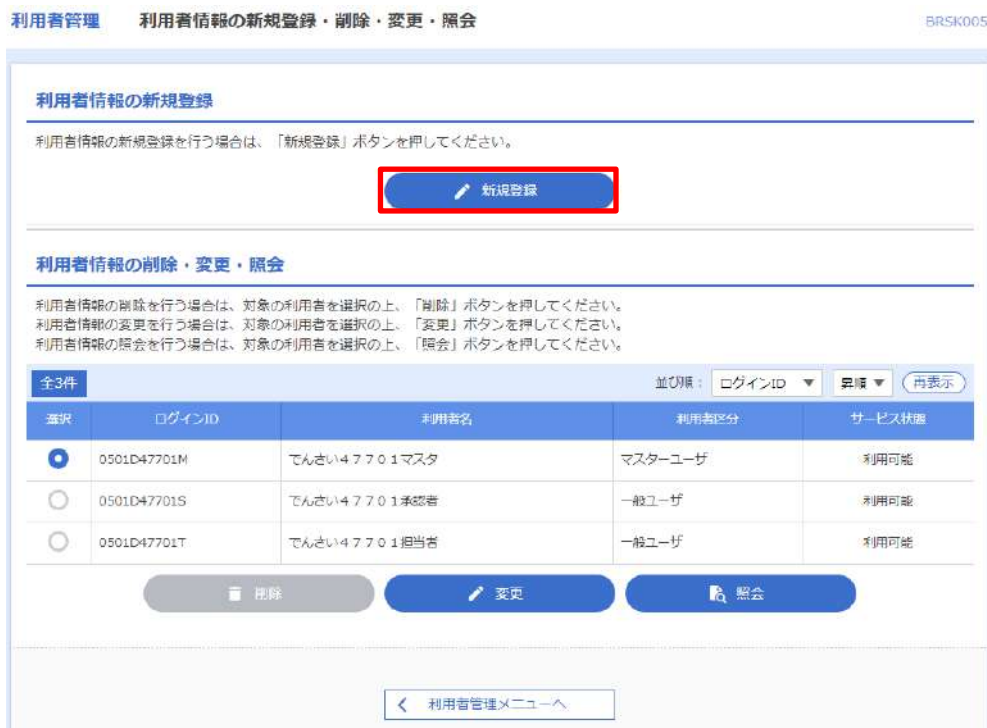 利用者管理 利用者情報の新規登録・削除・変更・照会 BRSK005
利用者情報の新規登録
利用者情報の新規登録を行う場合は、「新規登録」ボタンを押してください。
新規登録
利用者情報の削除・変更・照会
利用者情報の削除を行う場合は、対象の利用者を選択の上、「削除」ボタンを押してください。
利用者情報の変更を行う場合は、対象の利用者を選択の上、「変更」ボタンを押してください。
利用者情報の照会を行う場合は、対象の利用者を選択の上、「照会」ボタンを押してください。
全3件 並び順： ログインID ▼ 昇順 ▼ 再表示
選択 ログインID 利用者名 利用者区分 サービス状態
0501D47701M でんさい４７７０１マスタ マスターユーザ 利用可能
0501D47701S でんさい４７７０１承認者 一般ユーザ 利用可能
0501D47701T でんさい４７７０１担当者 一般ユーザ 利用可能
削除 変更 照会
利用者管理メニューへ